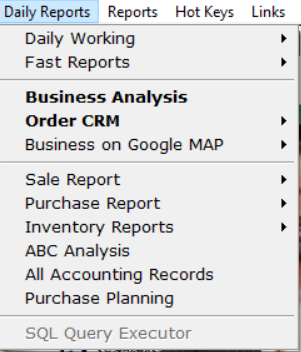 Daily Reports Reports Hot Keys Links
Daily Working
Fast Reports
Business Analysis
Order CRM
Business on Google MAP
Sale Report
Purchase Report
Inventory Reports
ABC Analysis
All Accounting Records
Purchase Planning
SQL Query Executor